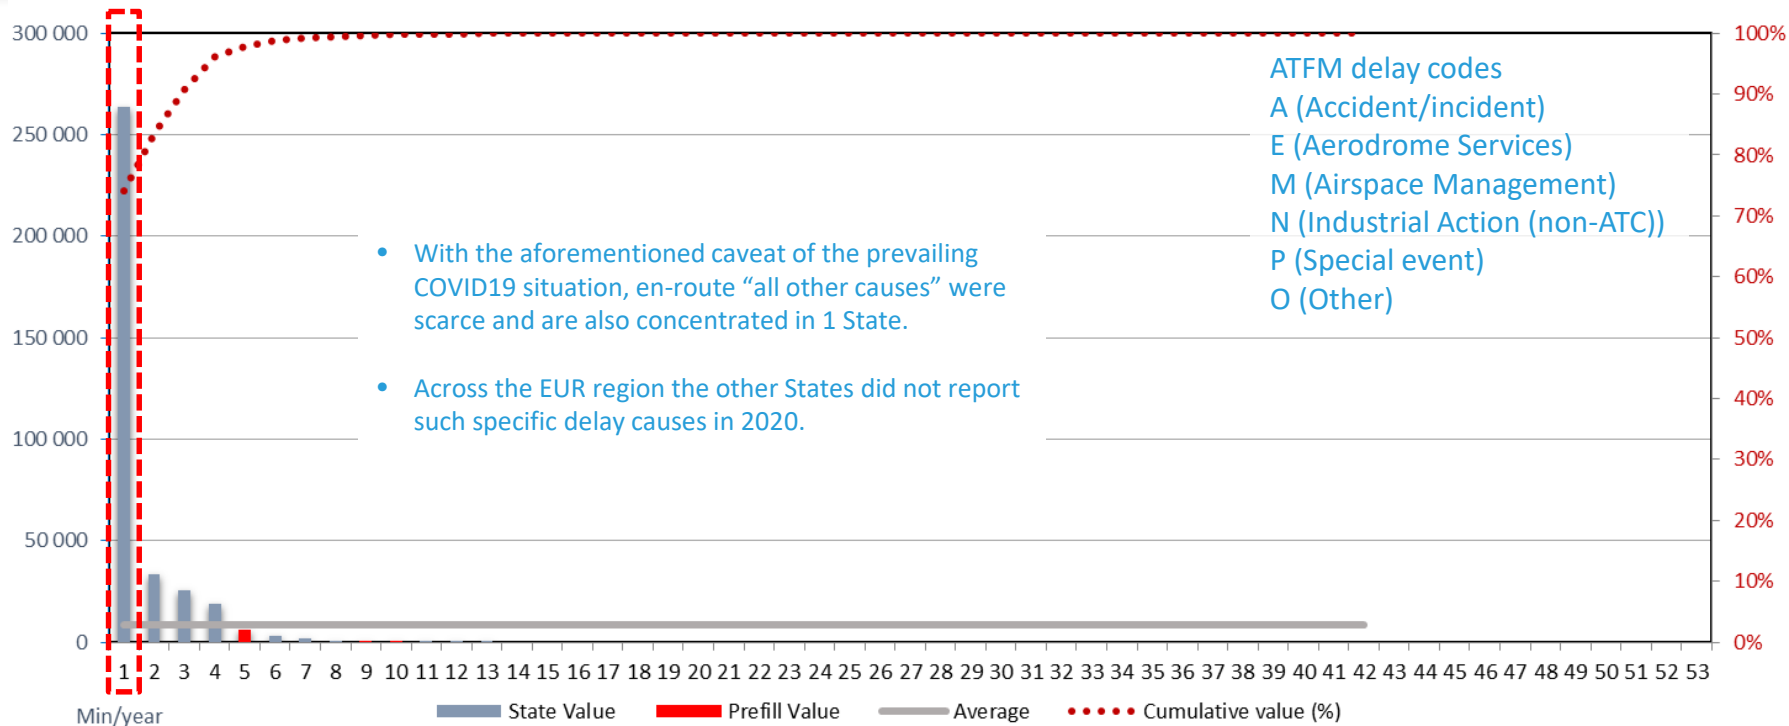 300 000
250 000
200 000
150 000
100 000
50 000
0
100%
90%
80%
70%
60%
50%
40%
30%
20%
10%
0%
ATFM delay codes
A (Accident/incident)
E (Aerodrome Services)
M (Airspace Management)
N (Industrial Action (non-ATC))
P (Special event)
O (Other)
• With the aforementioned caveat of the prevailing
COVID19 situation, en-route “all other causes” were
scarce and are also concentrated in 1 State.
• Across the EUR region the other States did not report
such specific delay causes in 2020.
1 2 3 4 5 6 7 8 9 10 11 12 13 14 15 16 17 18 19 20 21 22 23 24 25 26 27 28 29 30 31 32 33 34 35 36 37 38 39 40 41 42 43 44 45 46 47 48 49 50 51 52 53
Min/year
State Value Prefill Value Average Cumulative value (%)